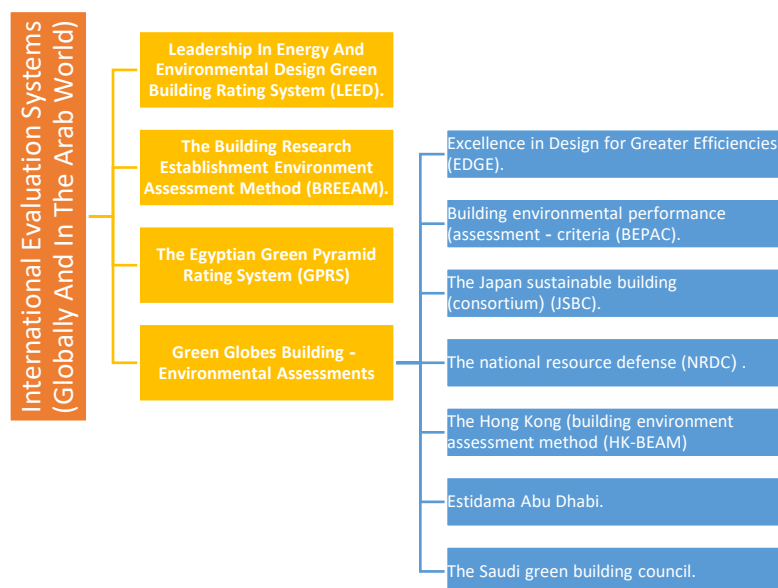 International Evaluation Systems
(Globally And In The Arab World)
Leadership In Energy And
Environmental Design Green
Building Rating System (LEED).
The Building Research
Establishment Environment
Assessment Method (BREEAM).
The Egyptian Green Pyramid
Rating System (GPRS)
Green Globes Building -
Environmental Assessments
Excellence in Design for Greater Efficiencies
(EDGE).
Building environmental performance
(assessment - criteria (BEPAC).
The Japan sustainable building
(consortium) (JSBC).
The national resource defense (NRDC) .
The Hong Kong (building environment
assessment method (HK-BEAM)
Estidama Abu Dhabi.
The Saudi green building council.